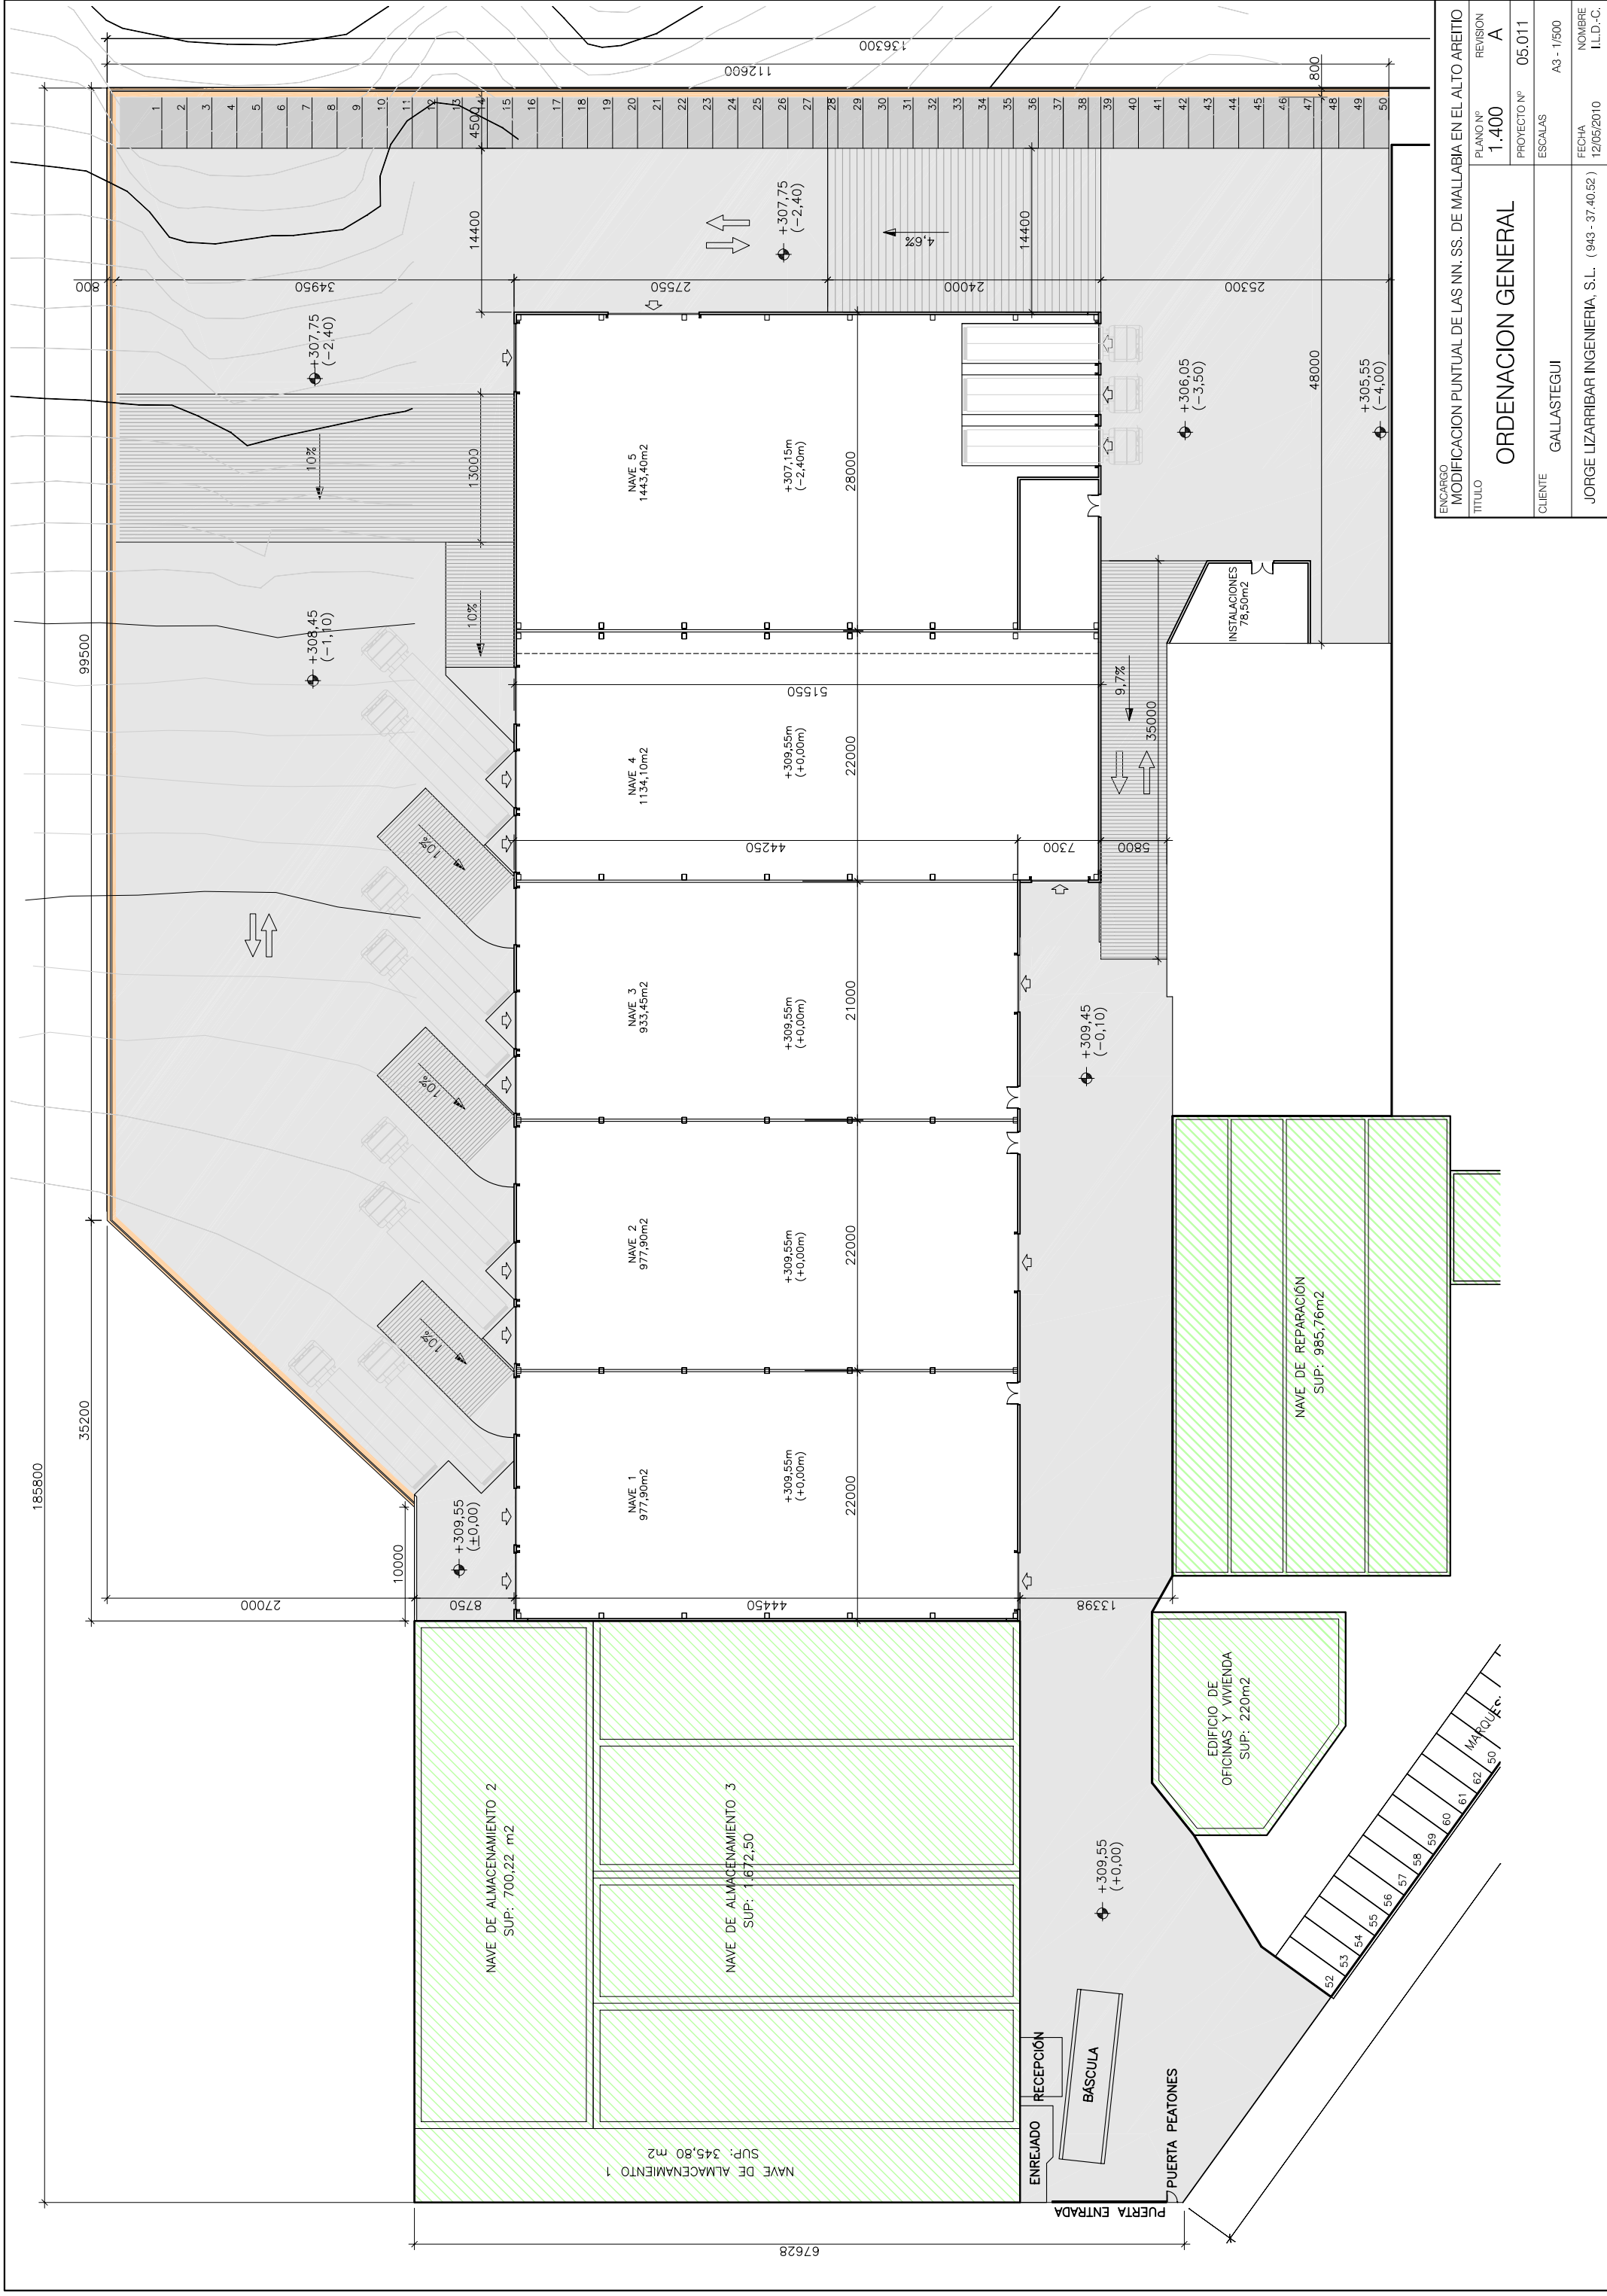 136300
112600
800
1
2
3
4
5
6
7
8
9
10
11
12
13
14
15
16
17
18
19
20
21
22
23
24
25
26
27
28
29
30
31
32
33
34
35
36
37
38
39
40
41
42
43
44
45
46
47
48
49
50
4500
14400
14400
800
34950
27550
24000
25300
4,6%
+307,75
(-2,40)
+307,75
(-2,40)
48000
+306,05
(-3,50)
+305,55
(-4,00)
10%
13000
10%
NAVE 5
1443,40m2
+307,15m
(-2,40m)
28000
INSTALACIONES
78,50m2
99500
+308,45
(-1,10)
51550
9,7%
35000
NAVE 4
1134,10m2
+309,55m
(+0,00m)
22000
10%
44250
7300
5800
NAVE 3
933,45m2
+309,55m
(+0,00m)
21000
+309,45
(-0,10)
10%
NAVE 2
977,90m2
+309,55m
(+0,00m)
22000
10%
35200
NAVE DE REPARACIÓN
SUP: 985,76m2
NAVE 1
977,90m2
+309,55m
(+0,00m)
22000
185800
+309,55
(±0,00)
10000
27000
8750
44450
13398
EDIFICIO DE
OFICINAS Y VIVIENDA
SUP: 220m2
NAVE DE ALMACENAMIENTO 2
SUP: 700,22 m2
NAVE DE ALMACENAMIENTO 3
SUP: 1.672,50
+309,55
(+0,00)
52
53
54
55
56
57
58
59
60
61
62
50
RECEPCIÓN
BÁSCULA
ENREJADO
PUERTA PEATONES
PUERTA ENTRADA
NAVE DE ALMACENAMIENTO 1
SUP: 345,80 m2
67628
ENCARGO
MODIFICACION PUNTUAL DE LAS NN. SS. DE MALLABIA EN EL ALTO AREITIO
TITULO
ORDENACION GENERAL
PLANO Nº
1.400
REVISION
A
PROYECTO Nº
05.011
CLIENTE
GALLASTEGUI
ESCALAS
A3 - 1/500
JORGE LIZARRIBAR INGENIERIA, S.L. ( 943 - 37.40.52 )
FECHA
12/05/2010
NOMBRE
I.L.D.-C.